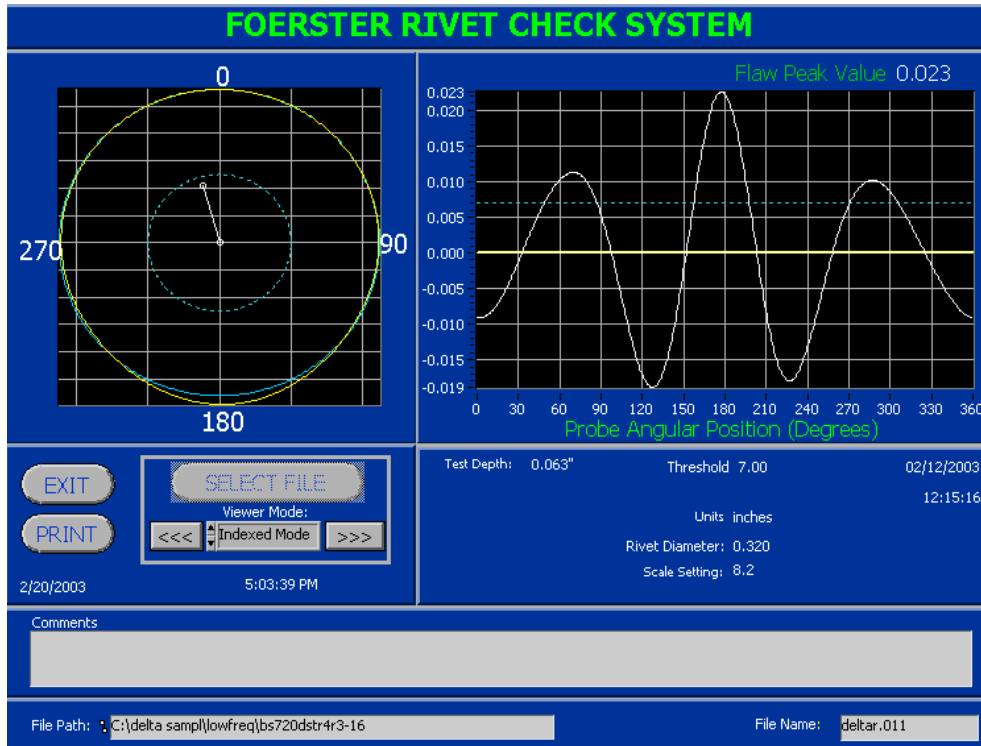 FOERSTER RIVET CHECK SYSTEM
0
270
90
180
Flaw Peak Value 0.023
0.023
0.020
0.015
0.010
0.005
0.000
-0.005
-0.010
-0.015
-0.019
0 30 60 90 120 150 180 210 240 270 300 330 360
Probe Angular Position (Degrees)
EXIT
PRINT
SELECT FILE
Viewer Mode:
<<< Indexed Mode >>>
2/20/2003 5:03:39 PM
Test Depth: 0.063" Threshold 7.00 02/12/2003
12:15:16
Units inches
Rivet Diameter: 0.320
Scale Setting: 8.2
Comments
File Path: C:\delta sampl\lowfreq\bs720dstr4r3-16 File Name: deltar.011